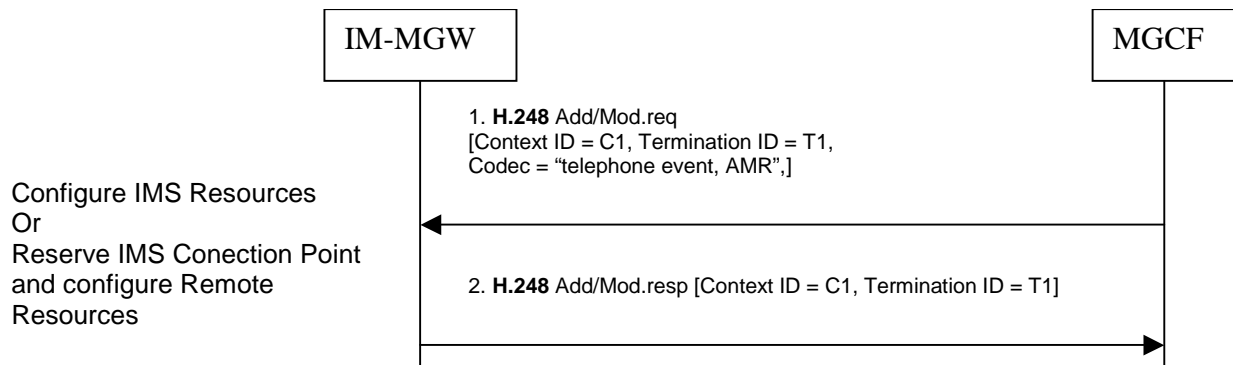 IM-MGW
MGCF
1. H.248 Add/Mod.req
[Context ID = C1, Termination ID = T1,
Codec = “telephone event, AMR”,]
Configure IMS Resources
Or
Reserve IMS Conection Point
and configure Remote
Resources
2. H.248 Add/Mod.resp [Context ID = C1, Termination ID = T1]